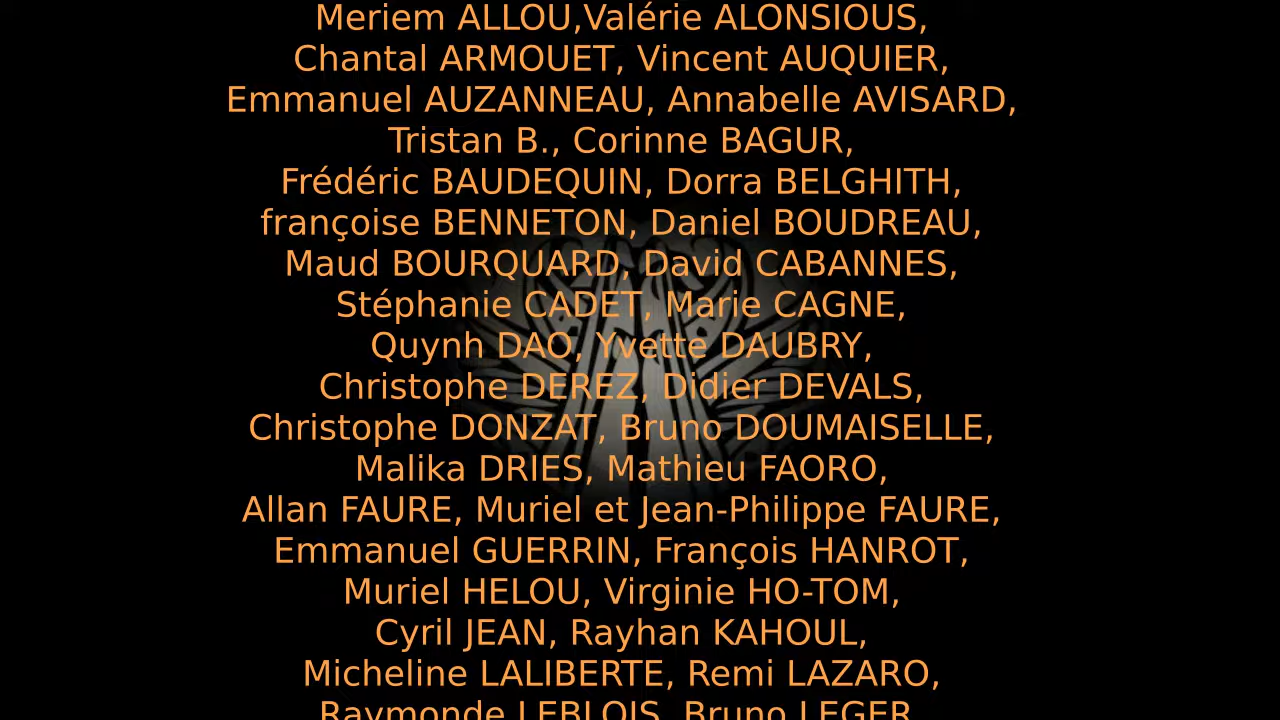 Meriem ALLOU,Valérie ALONSIOUS,
Chantal ARMOUET, Vincent AUQUIER,
Emmanuel AUZANNEAU, Annabelle AVISARD,
Tristan B., Corinne BAGUR,
Frédéric BAUDEQUIN, Dorra BELGHITH,
françoise BENNETON, Daniel BOUDREAU,
Maud BOURQUARD, David CABANNES,
Stéphanie CADET, Marie CAGNE,
Quynh DAO, Yvette DAUBRY,
Christophe DEREZ, Didier DEVALS,
Christophe DONZAT, Bruno DOUMAISELLE,
Malika DRIES, Mathieu FAORO,
Allan FAURE, Muriel et Jean-Philippe FAURE,
Emmanuel GUERRIN, François HANROT,
Muriel HELOU, Virginie HO-TOM,
Cyril JEAN, Rayhan KAHOUL,
Micheline LALIBERTE, Remi LAZARO,
Raymonde LEBLOIS, Bruno LEGER